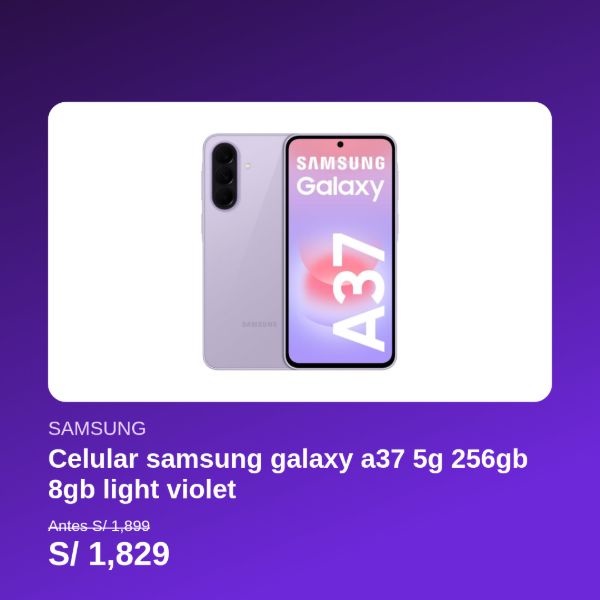 SAMSUNG
Galaxy
A37
SAMSUNG
SAMSUNG
Celular samsung galaxy a37 5g 256gb
8gb light violet
Antes S/ 1,899
S/ 1,829